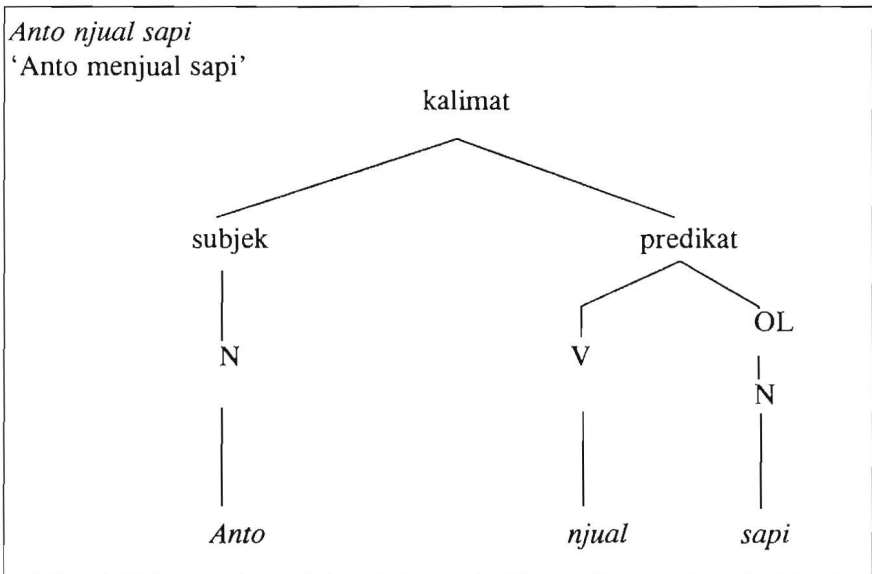 Anto njual sapi
'Anto menjual sapi'
kalimat
subjek predikat
OL
N V
N
Anto njual sapi